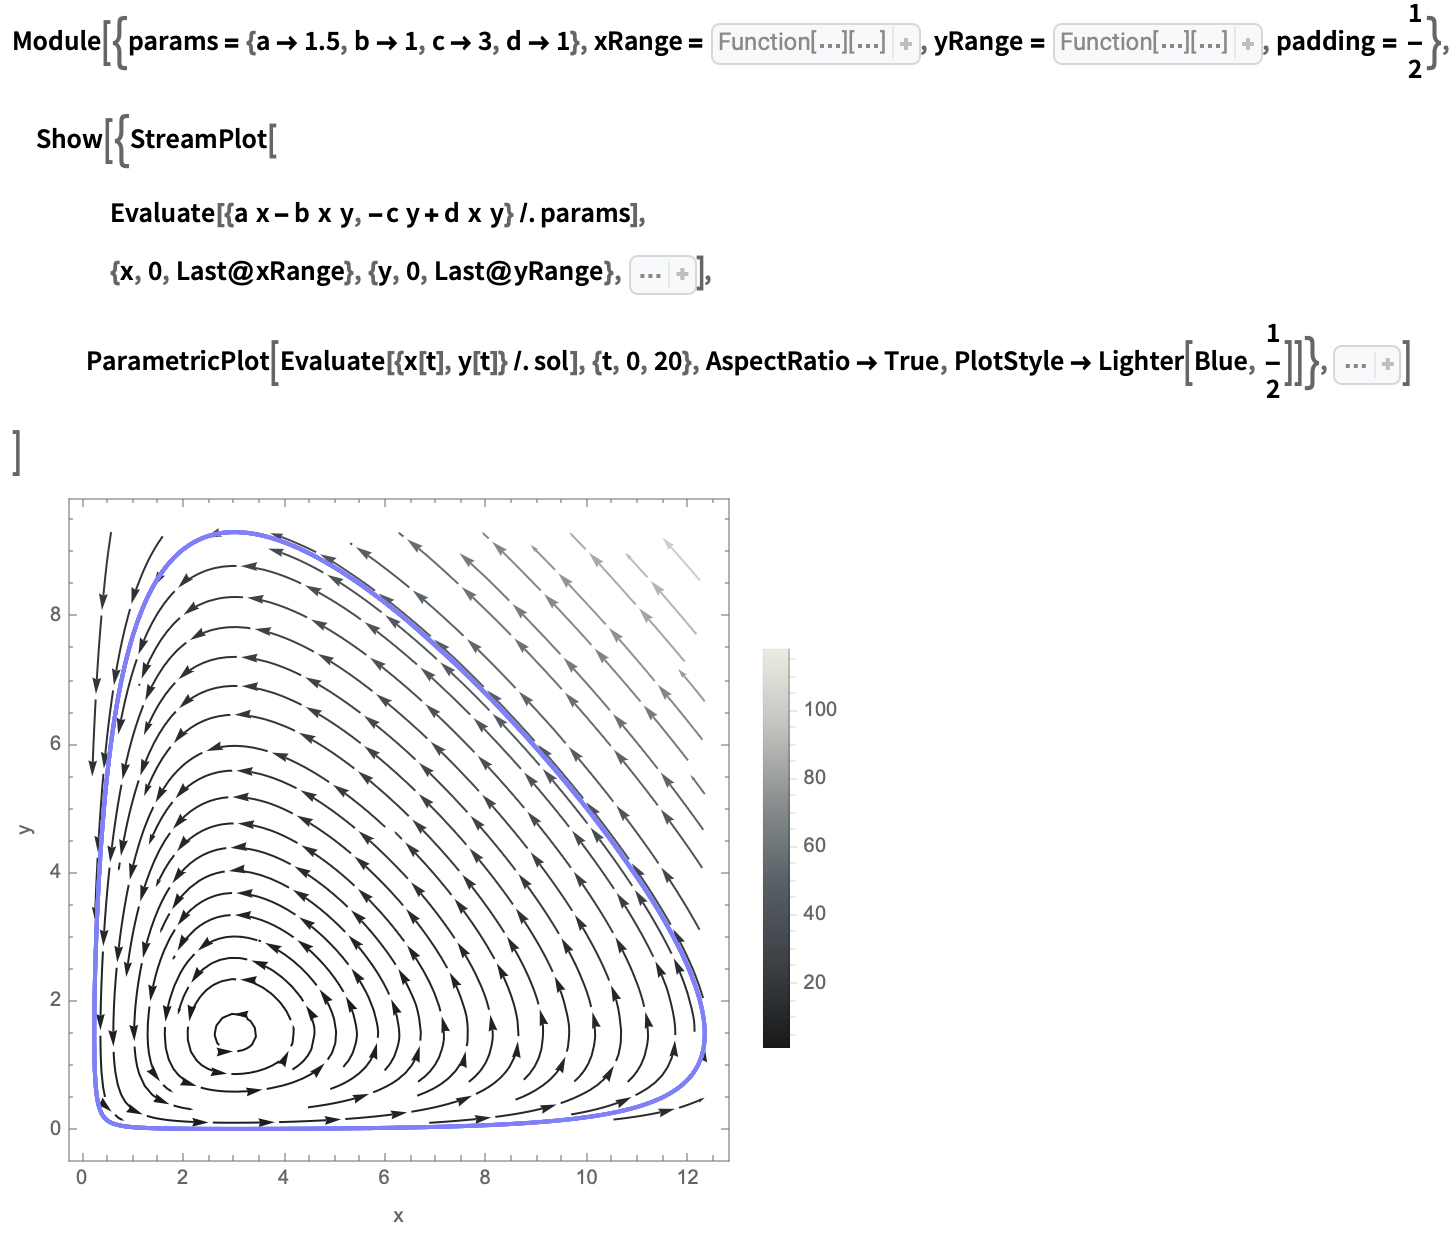 Module[{params = {a → 1.5, b → 1, c → 3, d → 1}, xRange = Function[...][...] +, yRange = Function[...][...] +, padding = 1/2},
Show[{StreamPlot[
Evaluate[{a x – b x y, –c y + d x y} /. params],
{x, 0, Last@xRange}, {y, 0, Last@yRange}, ... +],
ParametricPlot[Evaluate[{x[t], y[t]} /. sol], {t, 0, 20}, AspectRatio → True, PlotStyle → Lighter[Blue, 1/2]]}, ... +]
]
8
6
4
2
0
y
0 2 4 6 8 10 12
x
100
80
60
40
20